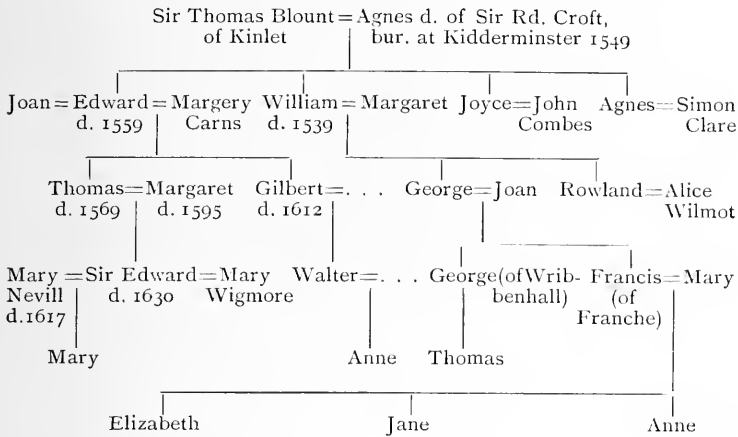 Sir Thomas Blount = Agnes d. of Sir Rd. Croft,
of Kinlet bur. at Kidderminster 1549
Joan = Edward = Margery William = Margaret Joyce = John Agnes = Simon
d. 1559 Carns d. 1539 Combes Clare
Thomas = Margaret Gilbert = . . . George = Joan Rowland = Alice
d. 1569 d. 1595 d. 1612 Wilmot
Mary = Sir Edward = Mary Walter = . . . George (of Wrib- Francis = Mary
Nevill d. 1630 Wigmore benhall) (of
d. 1617 Franche)
Mary Anne Thomas
Elizabeth Jane Anne